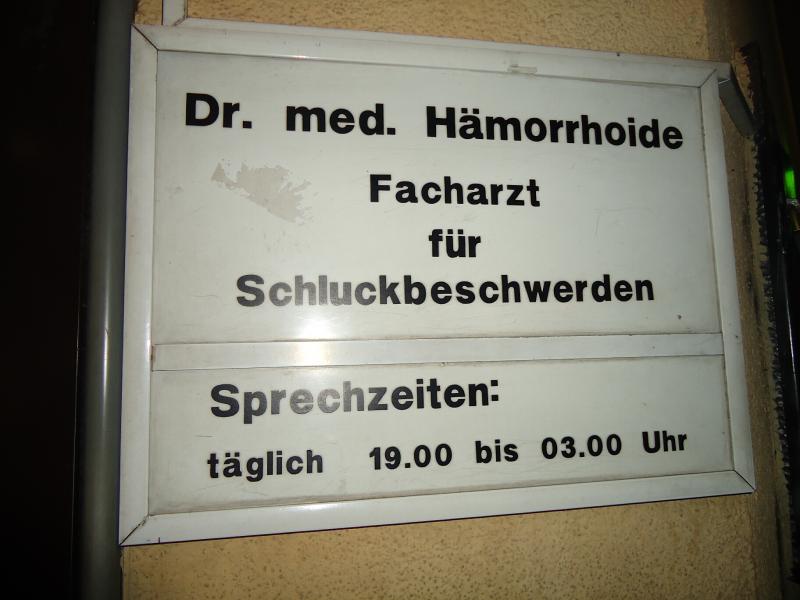 Dr. med. Hämorrhoide
Facharzt
für
Schluckbeschwerden
Sprechzeiten:
täglich 19.00 bis 03.00 Uhr